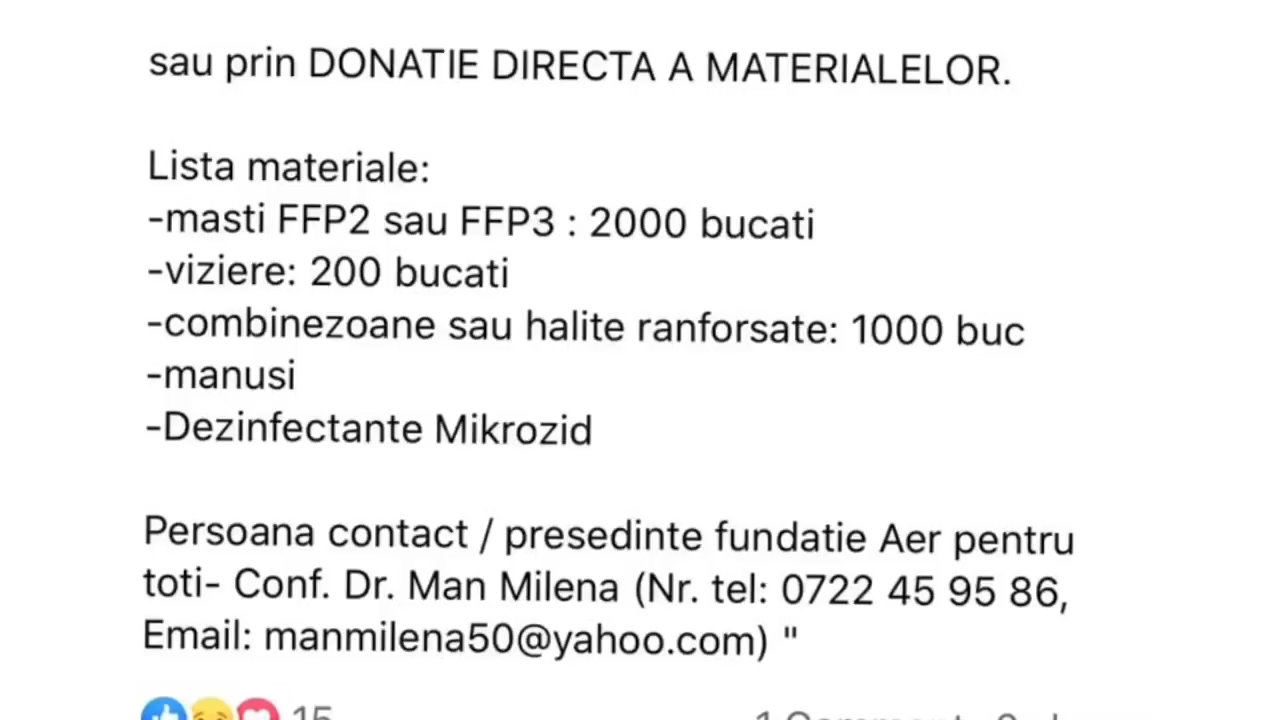 sau prin DONATIE DIRECTA A MATERIALELOR.
Lista materiale:
-masti FFP2 sau FFP3 : 2000 bucati
-viziere: 200 bucati
-combinezoane sau halite ranforsate: 1000 buc
-manusi
-Dezinfectante Mikrozid
Persoana contact / presedinte fundatie Aer pentru
toti- Conf. Dr. Man Milena (Nr. tel: 0722 45 95 86,
Email: manmilena50@yahoo.com) "
15
1 Comment